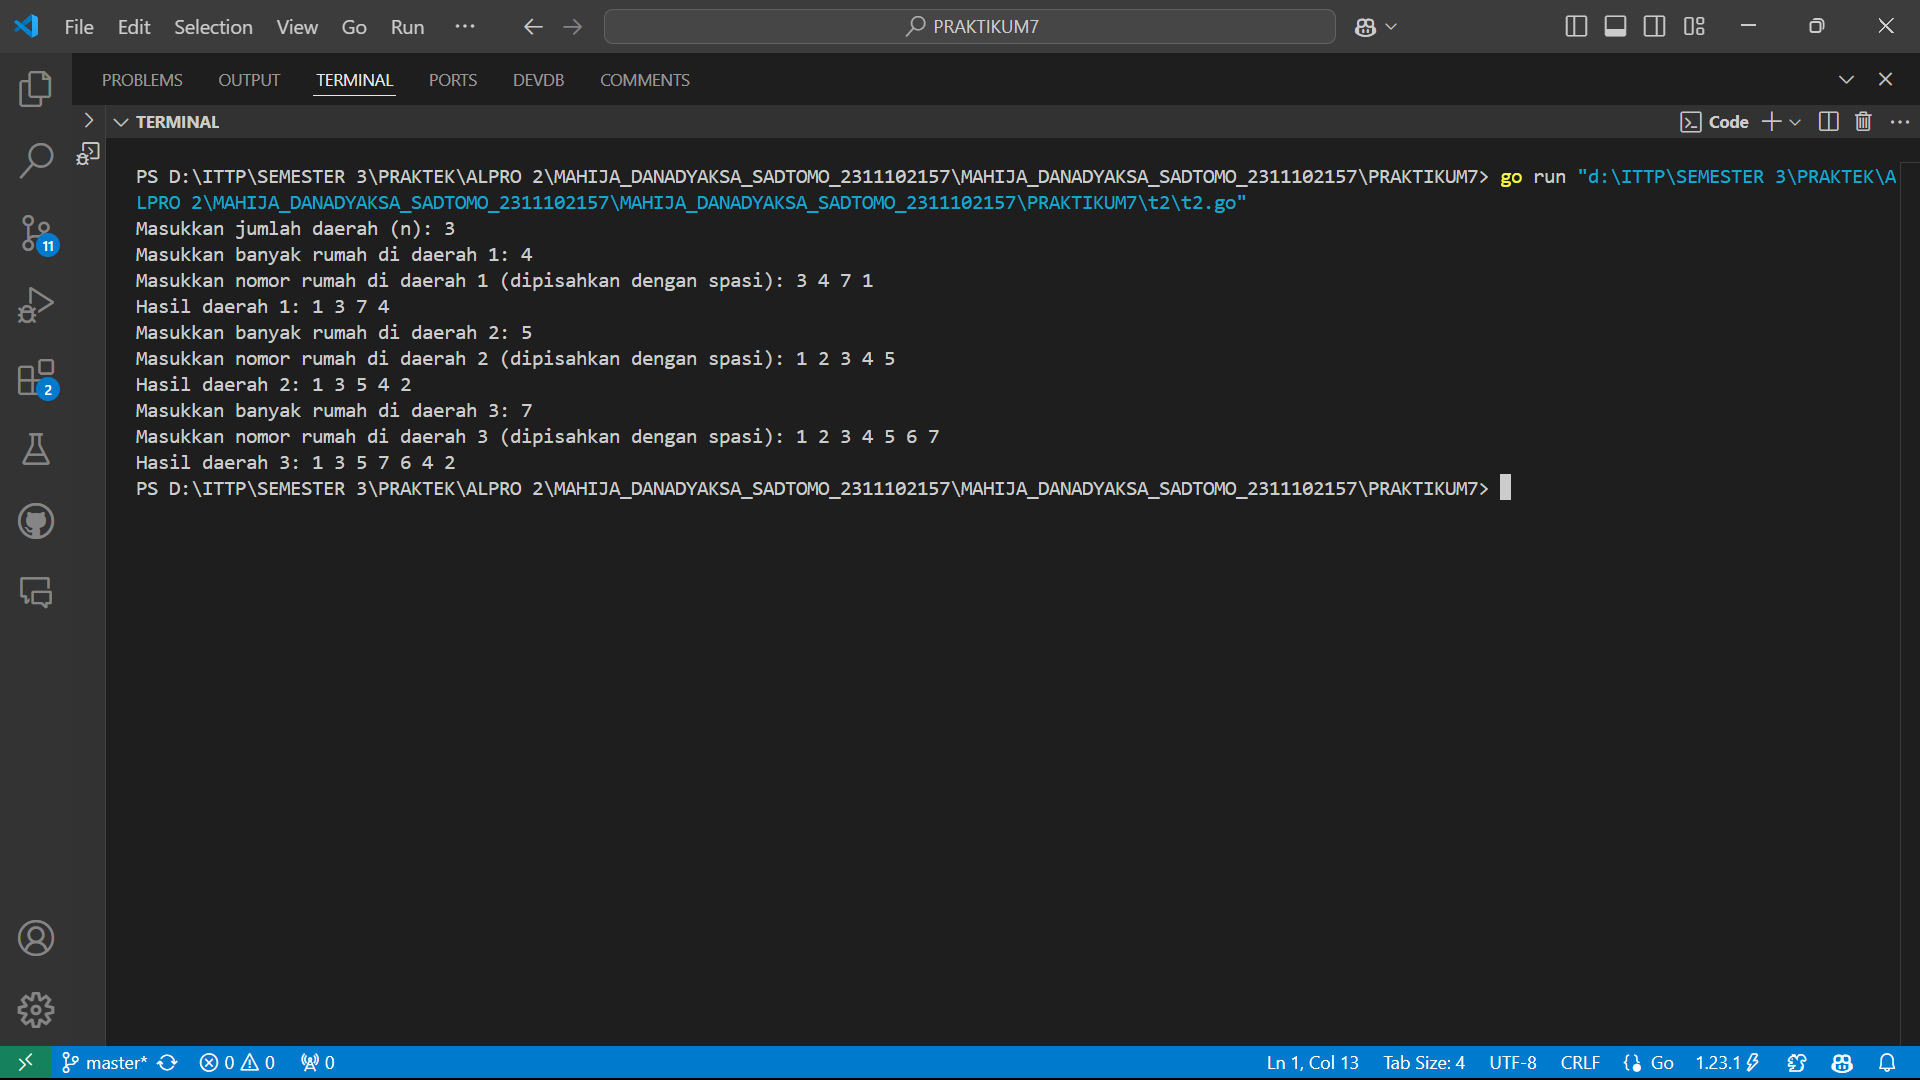 File Edit Selection View Go Run ··· PRAKTIKUM7
PROBLEMS OUTPUT TERMINAL PORTS DEVDB COMMENTS
TERMINAL Code
PS D:\ITTP\SEMESTER 3\PRAKTEK\ALPRO 2\MAHIJA_DANADYAKSA_SADTOMO_2311102157\MAHIJA_DANADYAKSA_SADTOMO_2311102157\PRAKTIKUM7> go run "d:\ITTP\SEMESTER 3\PRAKTEK\A
LPRO 2\MAHIJA_DANADYAKSA_SADTOMO_2311102157\MAHIJA_DANADYAKSA_SADTOMO_2311102157\PRAKTIKUM7\t2\t2.go"
Masukkan jumlah daerah (n): 3
Masukkan banyak rumah di daerah 1: 4
Masukkan nomor rumah di daerah 1 (dipisahkan dengan spasi): 3 4 7 1
Hasil daerah 1: 1 3 7 4
Masukkan banyak rumah di daerah 2: 5
Masukkan nomor rumah di daerah 2 (dipisahkan dengan spasi): 1 2 3 4 5
Hasil daerah 2: 1 3 5 4 2
Masukkan banyak rumah di daerah 3: 7
Masukkan nomor rumah di daerah 3 (dipisahkan dengan spasi): 1 2 3 4 5 6 7
Hasil daerah 3: 1 3 5 7 6 4 2
PS D:\ITTP\SEMESTER 3\PRAKTEK\ALPRO 2\MAHIJA_DANADYAKSA_SADTOMO_2311102157\MAHIJA_DANADYAKSA_SADTOMO_2311102157\PRAKTIKUM7>
11
2
master* 0 0 0 Ln 1, Col 13 Tab Size: 4 UTF-8 CRLF Go 1.23.1